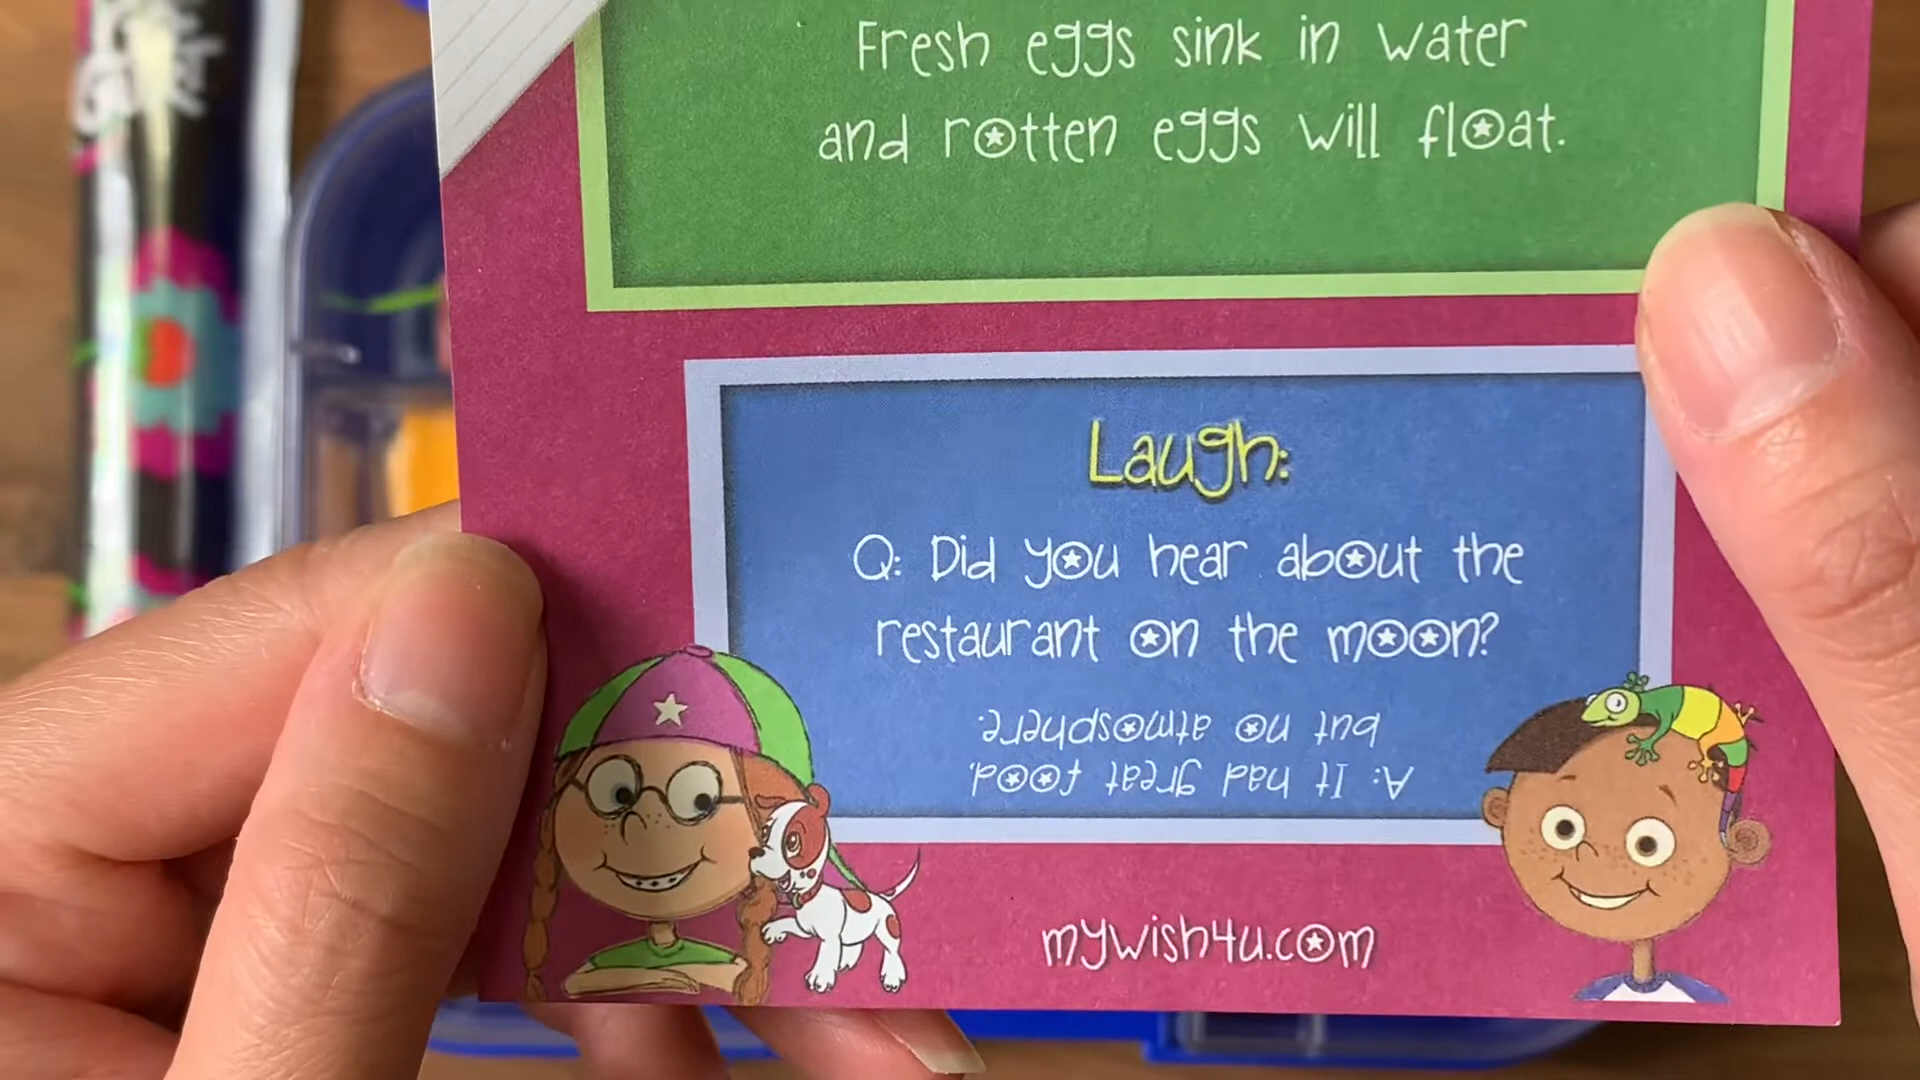 Fresh eggs sink in water
and rotten eggs will float.
Laugh:
Q: Did you hear about the
restaurant on the moon?
A: It had great food,
but no atmosphere.
mywish4u.com